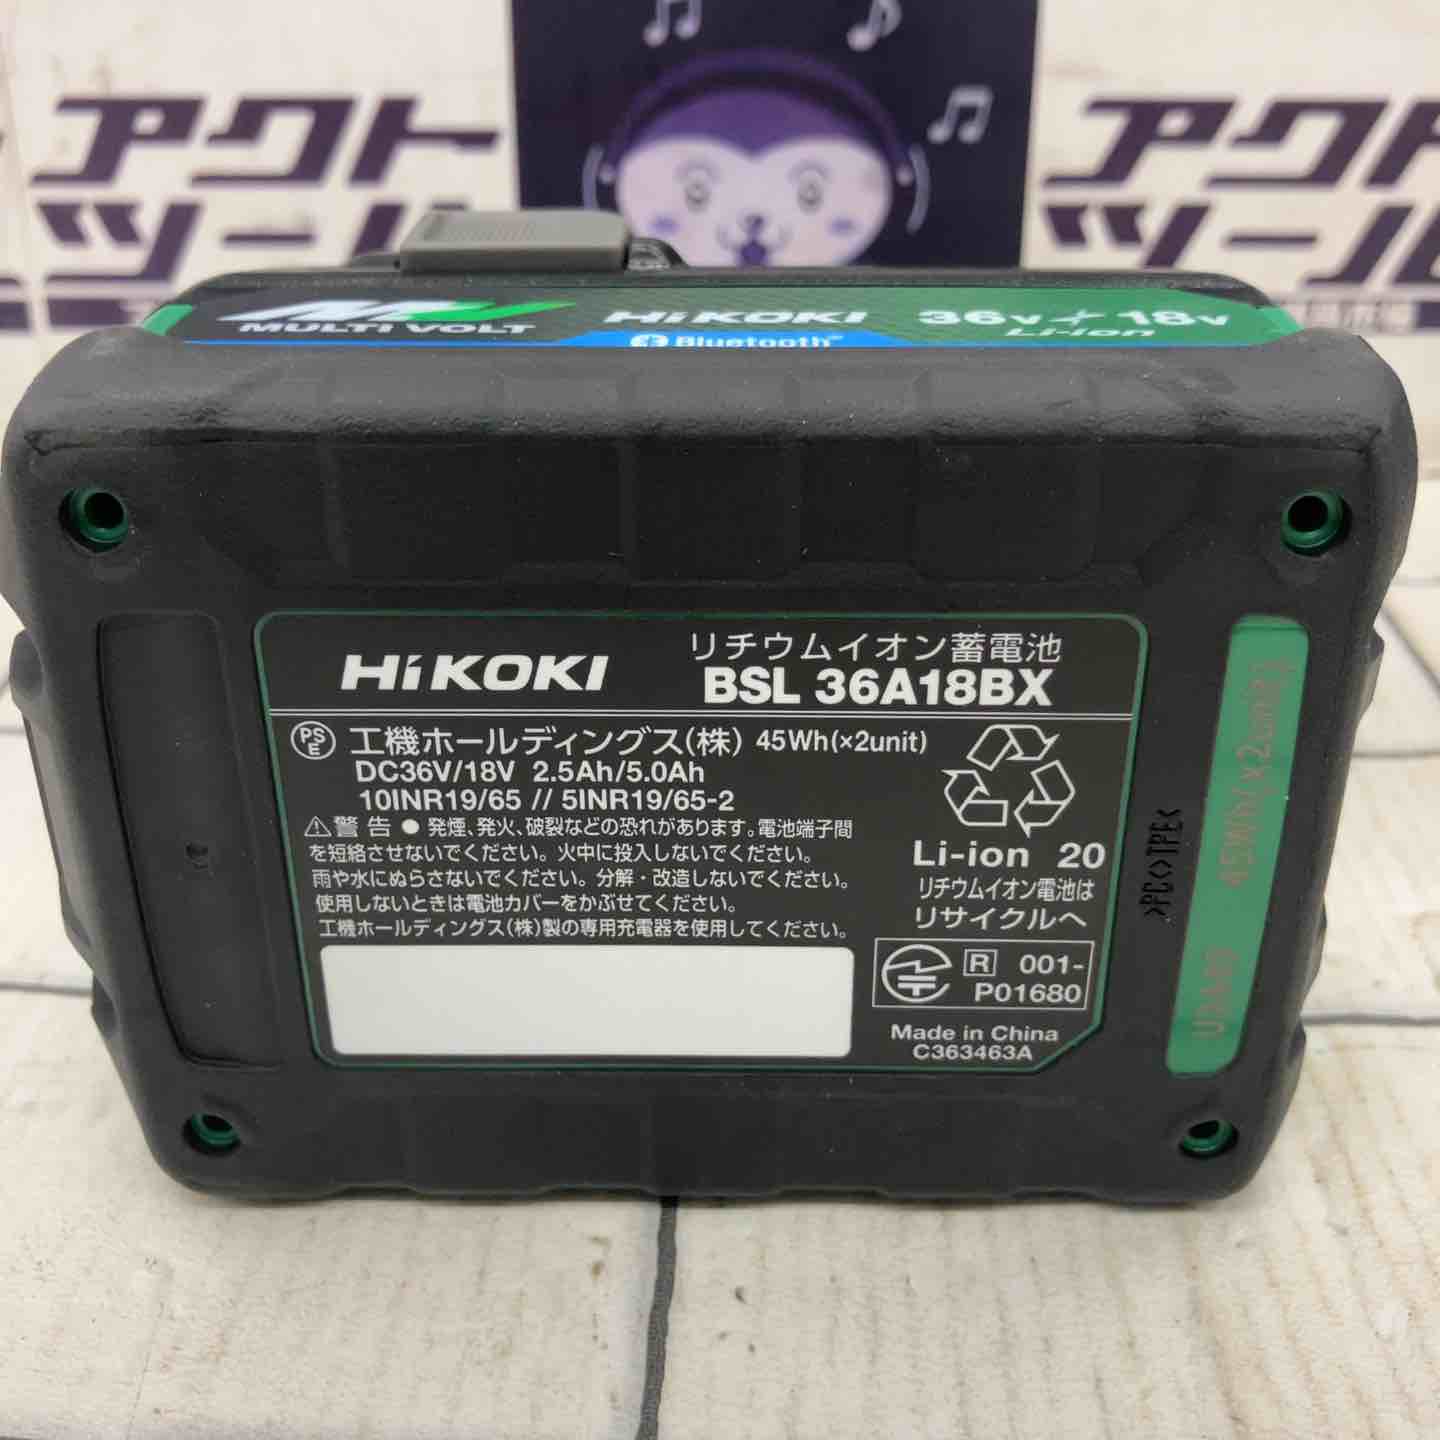 アクト
ツール
アクト
ツール
MULTI VOLT
HiKOKI
36V⚡18V
Li-ion
Bluetooth®
HiKOKI
リチウムイオン蓄電池
BSL 36A18BX
PSE
工機ホールディングス(株) 45Wh(×2unit)
DC36V/18V 2.5Ah/5.0Ah
10INR19/65 // 5INR19/65-2
⚠警告 ● 発煙、発火、破裂などの恐れがあります。電池端子間
を短絡させないでください。火中に投入しないでください。
雨や水にぬらさないでください。分解・改造しないでください。
使用しないときは電池カバーをかぶせてください。
工機ホールディングス(株)製の専用充電器を使用してください。
Li-ion 20
リチウムイオン電池は
リサイクルへ
R 001-
P01680
Made in China
C363463A
>PC<>TPE<
45Wh(×2unit)